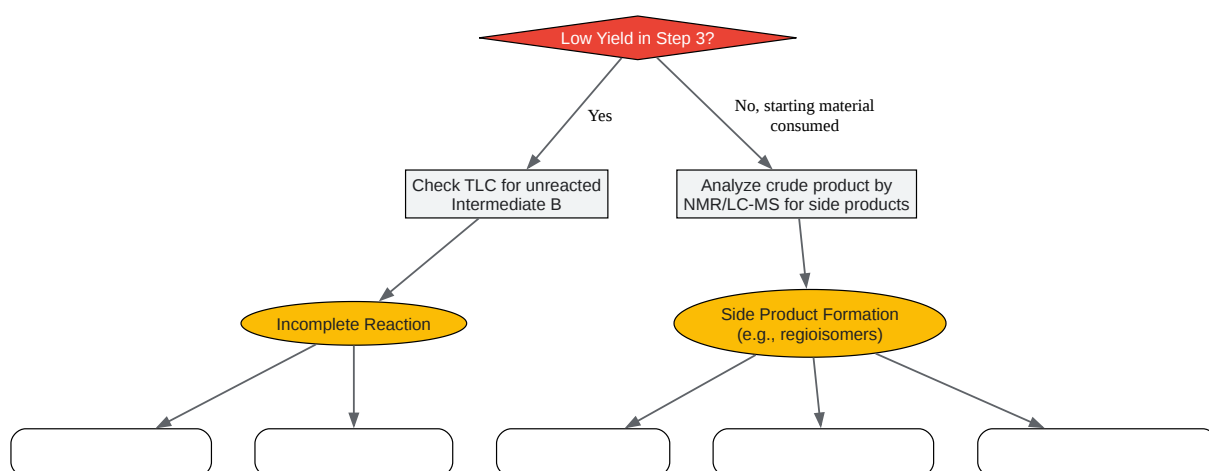 Low Yield in Step 3?
Yes
No, starting material
consumed
Check TLC for unreacted
Intermediate B
Analyze crude product by
NMR/LC-MS for side products
Incomplete Reaction
Side Product Formation
(e.g., regioisomers)